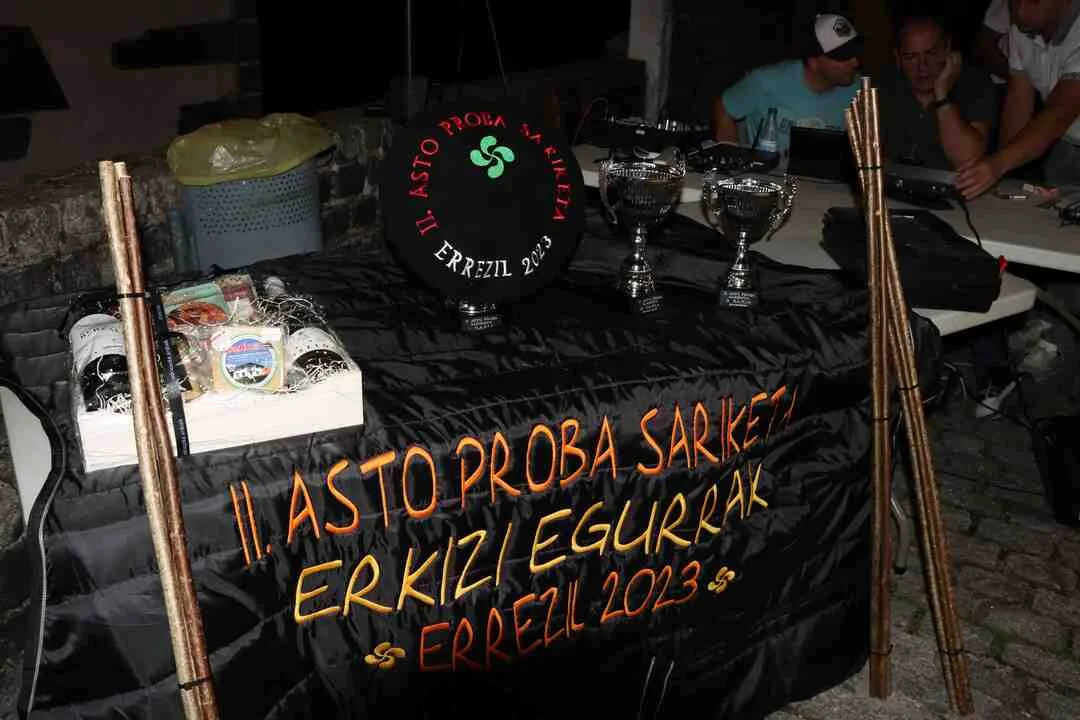 II. ASTO PROBA SARIKETA
ERREZIL 2023
II. ASTO PROBA SARIKETA
ERKIZI EGURRAK
ERREZIL 2023